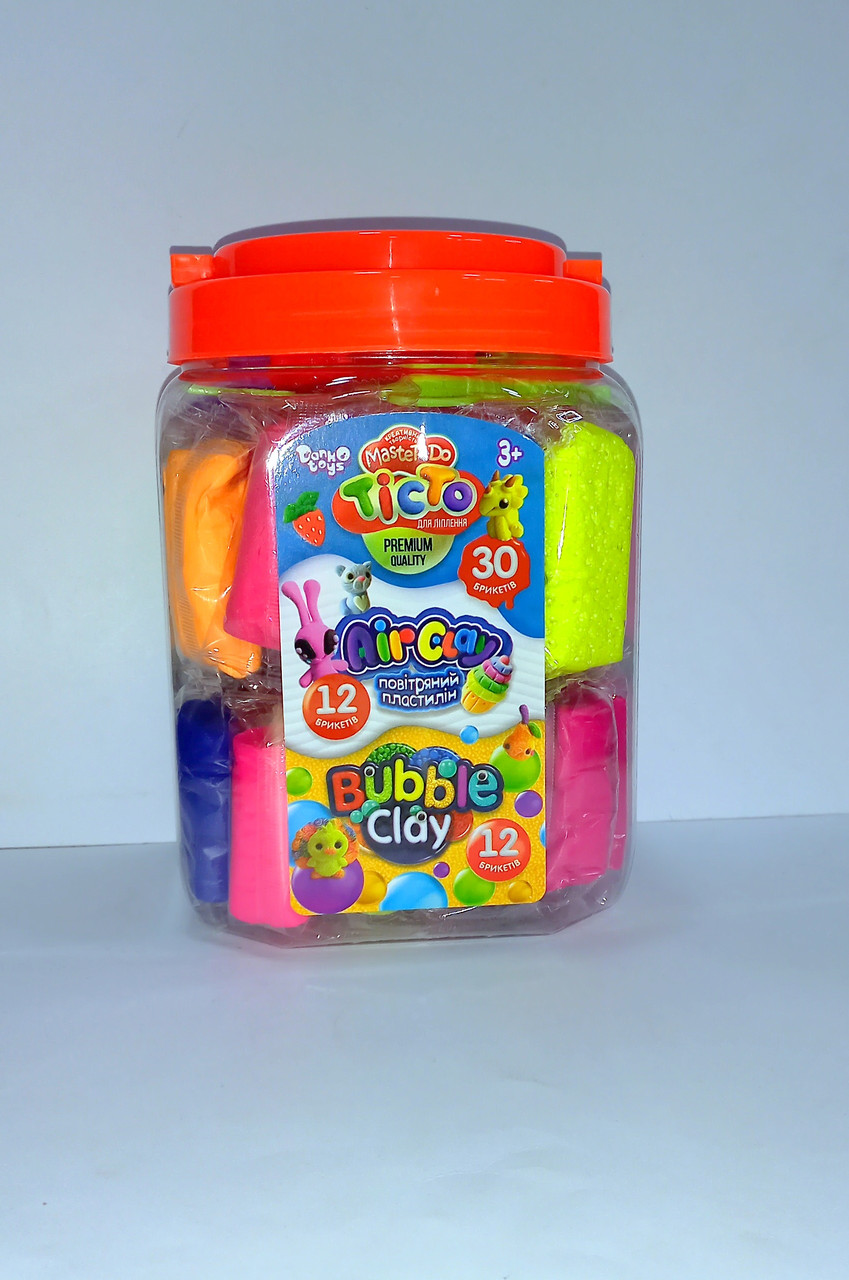 Danko
toys
КРЕАТИВНА
ТВОРЧІСТЬ
Master Do
3+
ТІСТО
ДЛЯ ЛІПЛЕННЯ
PREMIUM
QUALITY
30
БРИКЕТІВ
Air Clay
ПОВІТРЯНИЙ
ПЛАСТИЛІН
12
БРИКЕТІВ
Bubble
Clay
12
БРИКЕТІВ